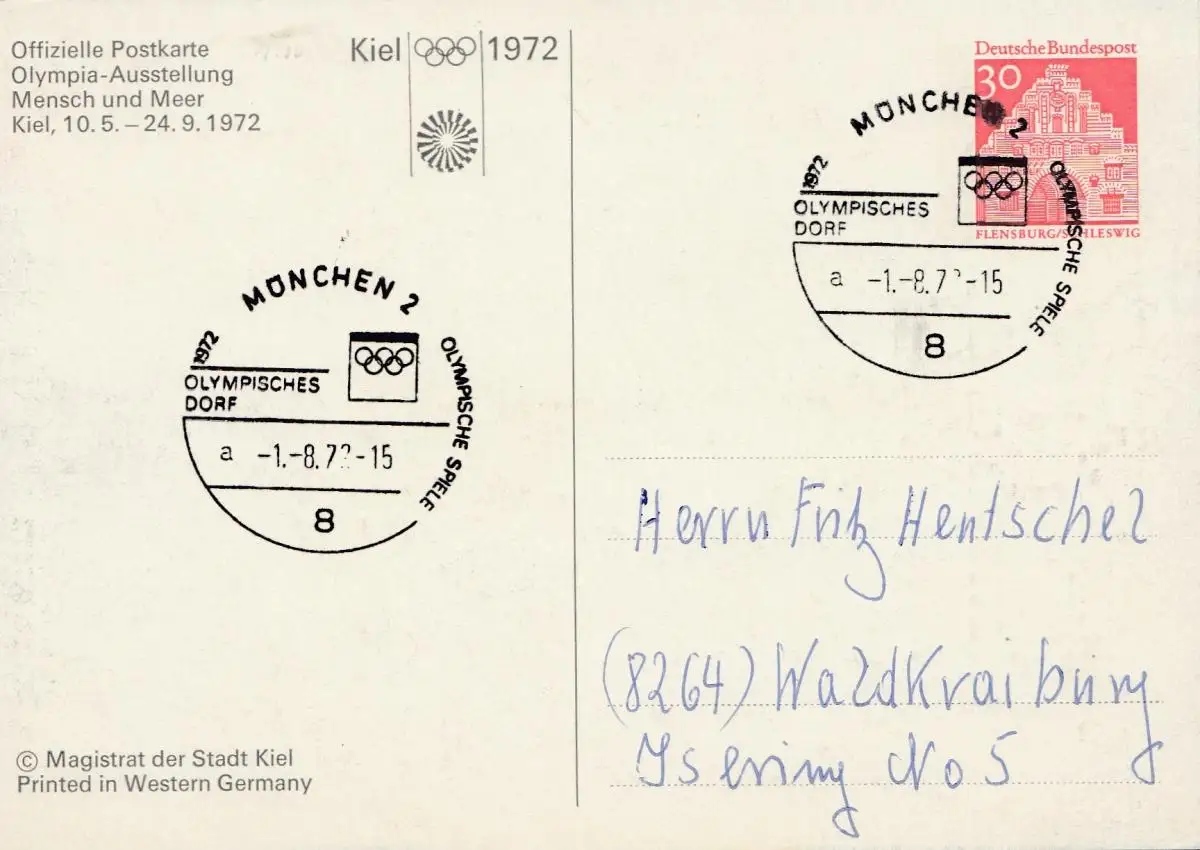 Offizielle Postkarte
Olympia-Ausstellung
Mensch und Meer
Kiel, 10.5.–24.9.1972
Kiel 1972
Deutsche Bundespost
30
FLENSBURG/SCHLESWIG
MÜNCHEN 2
1972
OLYMPISCHE SPIELE
OLYMPISCHES
DORF
a -1.-8.7 -15
8
MÜNCHEN 2
1972
OLYMPISCHE SPIELE
OLYMPISCHES
DORF
a -1.-8.72-15
8
Herrn Fritz Hentschel
(8264) Waldkraiburg
Isering No 5
© Magistrat der Stadt Kiel
Printed in Western Germany